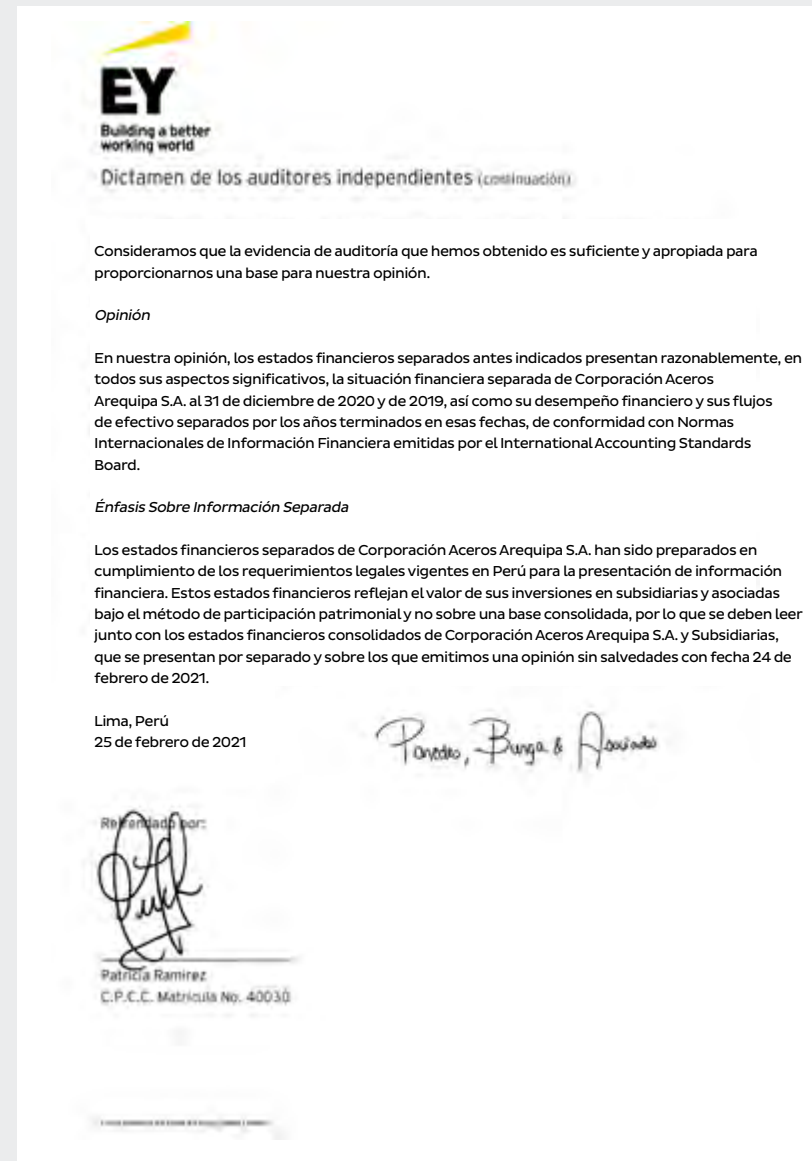 EY
Building a better
working world
Dictamen de los auditores independientes (continuación)
Consideramos que la evidencia de auditoría que hemos obtenido es suficiente y apropiada para
proporcionarnos una base para nuestra opinión.
Opinión
En nuestra opinión, los estados financieros separados antes indicados presentan razonablemente, en
todos sus aspectos significativos, la situación financiera separada de Corporación Aceros
Arequipa S.A. al 31 de diciembre de 2020 y de 2019, así como su desempeño financiero y sus flujos
de efectivo separados por los años terminados en esas fechas, de conformidad con Normas
Internacionales de Información Financiera emitidas por el International Accounting Standards
Board.
Énfasis Sobre Información Separada
Los estados financieros separados de Corporación Aceros Arequipa S.A. han sido preparados en
cumplimiento de los requerimientos legales vigentes en Perú para la presentación de información
financiera. Estos estados financieros reflejan el valor de sus inversiones en subsidiarias y asociadas
bajo el método de participación patrimonial y no sobre una base consolidada, por lo que se deben leer
junto con los estados financieros consolidados de Corporación Aceros Arequipa S.A. y Subsidiarias,
que se presentan por separado y sobre los que emitimos una opinión sin salvedades con fecha 24 de
febrero de 2021.
Lima, Perú
25 de febrero de 2021
Paredes, Burga & Asociados
Refrendado por:
Patricia Ramirez
C.P.C.C. Matrícula No. 40030